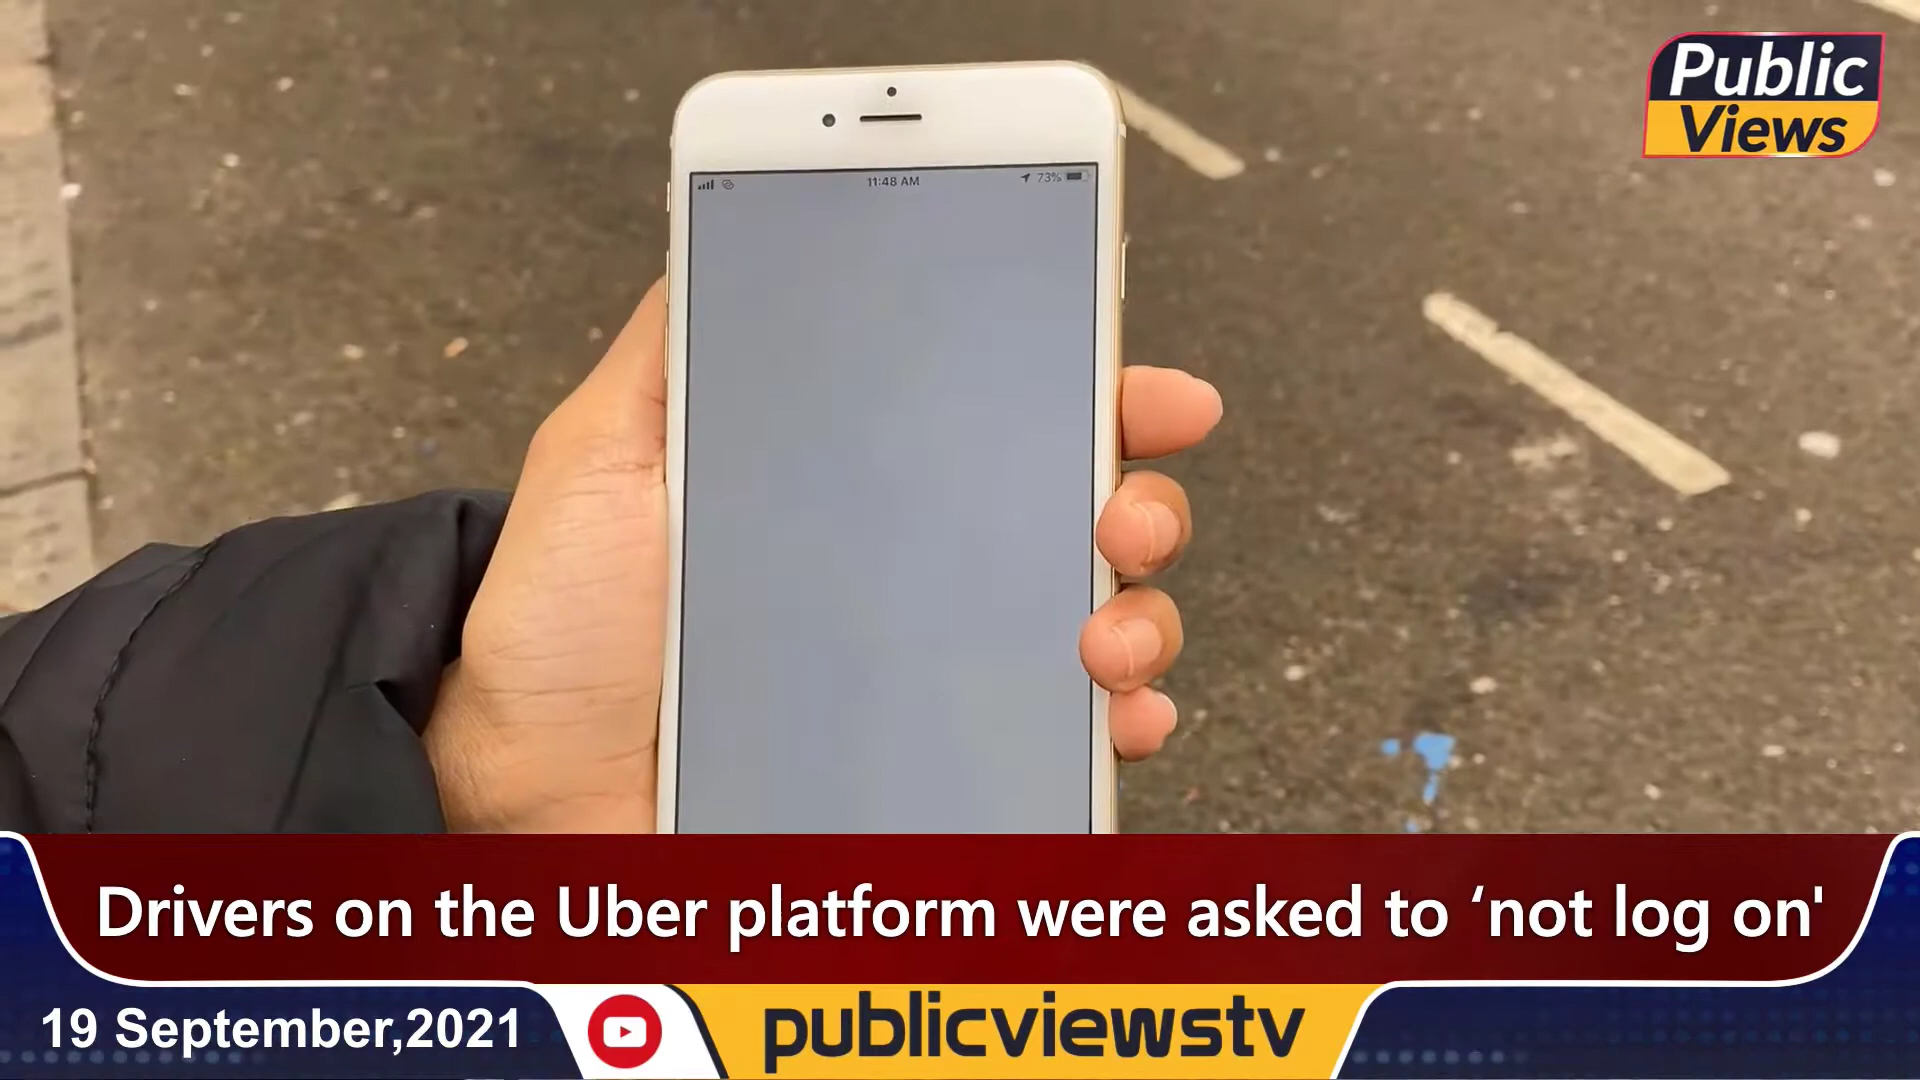 Public
Views
11:48 AM
73%
Drivers on the Uber platform were asked to ‘not log on'
19 September,2021
publicviewstv